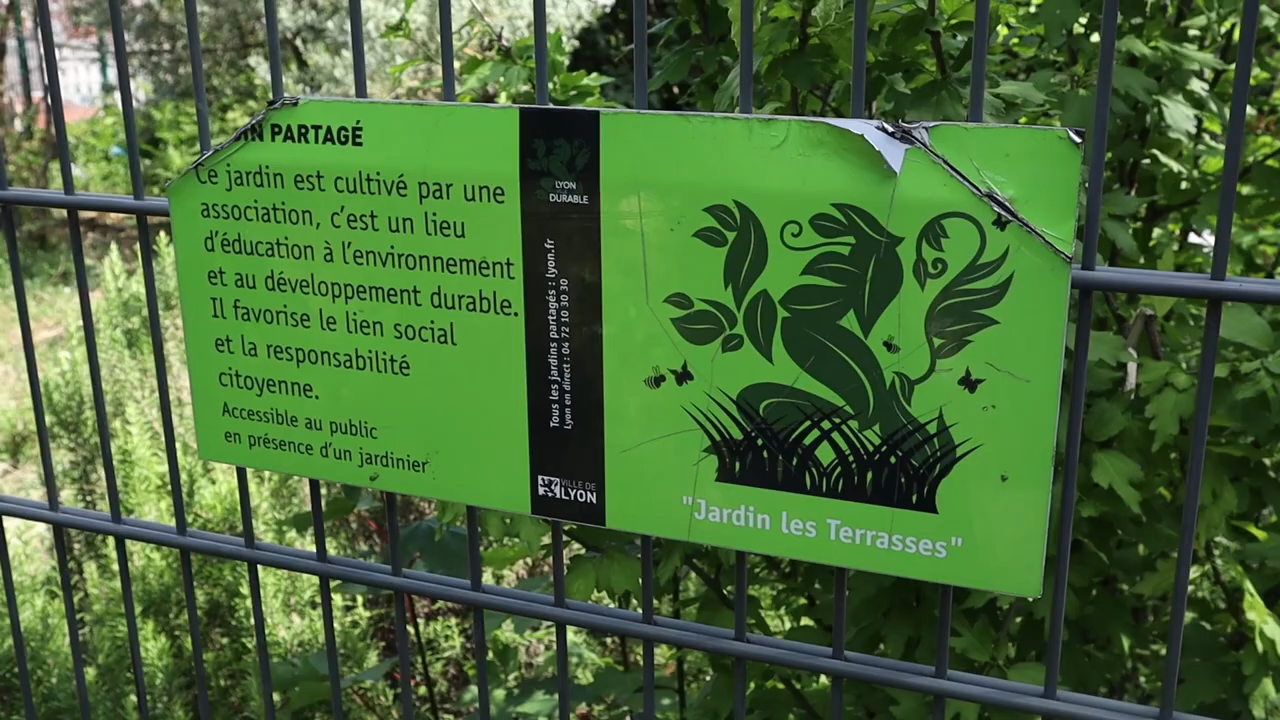 IN PARTAGÉ
Ce jardin est cultivé par une
association, c'est un lieu
d'éducation à l'environnement
et au développement durable.
Il favorise le lien social
et la responsabilité
citoyenne.
Accessible au public
en présence d'un jardinier
LYON
DURABLE
Tous les jardins partagés : lyon.fr
Lyon en direct : 04 72 10 30 30
VILLE DE
LYON
"Jardin les Terrasses"